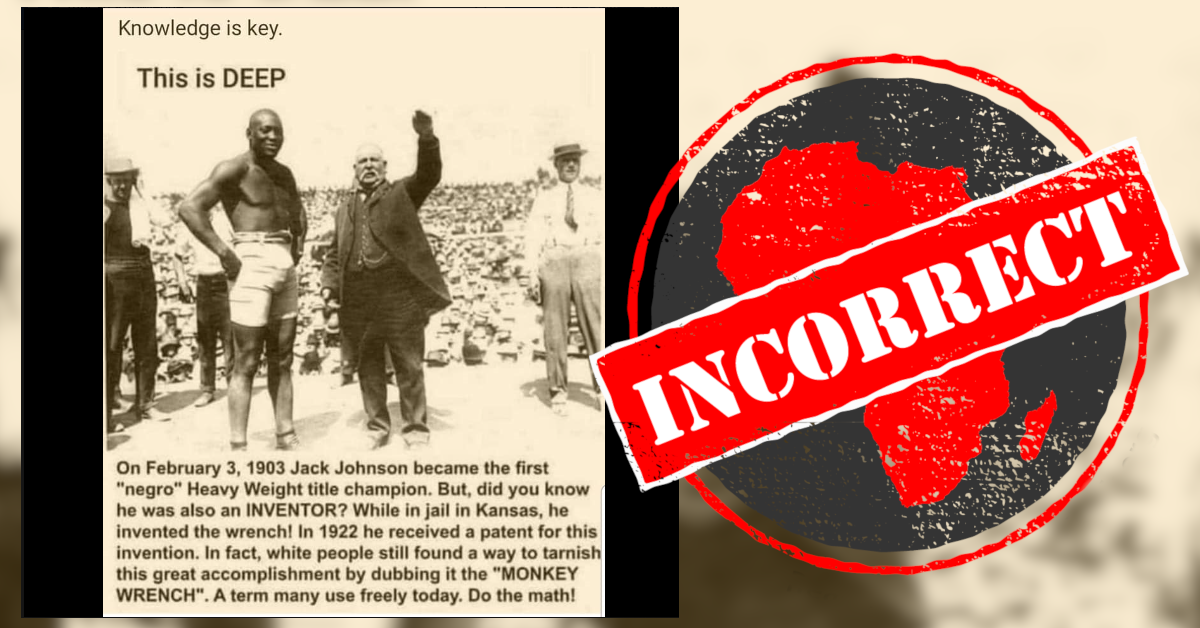 Knowledge is key.
This is DEEP
On February 3, 1903 Jack Johnson became the first
"negro" Heavy Weight title champion. But, did you know
he was also an INVENTOR? While in jail in Kansas, he
invented the wrench! In 1922 he received a patent for this
invention. In fact, white people still found a way to tarnish
this great accomplishment by dubbing it the "MONKEY
WRENCH". A term many use freely today. Do the math!
INCORRECT